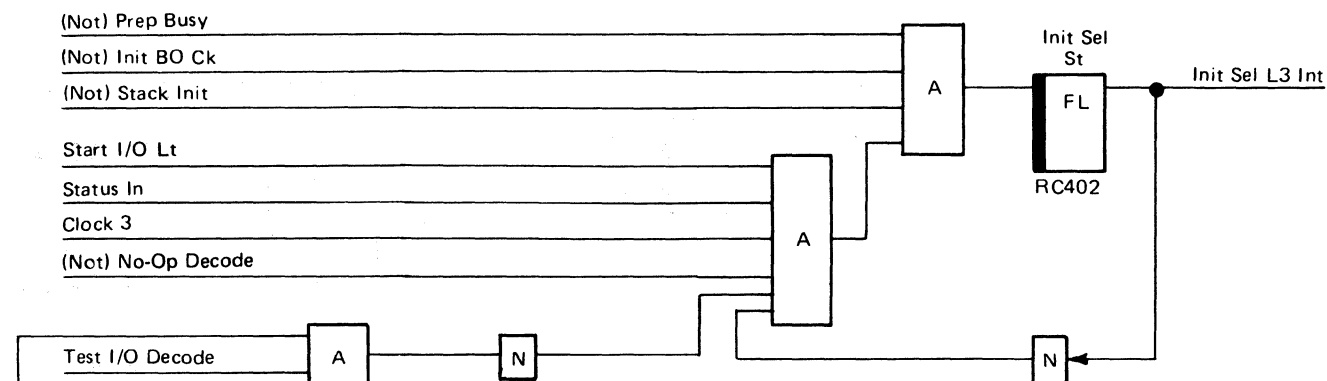 (Not) Prep Busy
(Not) Init BO Ck
(Not) Stack Init
A
Init Sel
St
FL
RC402
Init Sel L3 Int
Start I/O Lt
Status In
Clock 3
(Not) No-Op Decode
A
Test I/O Decode
A
N
N